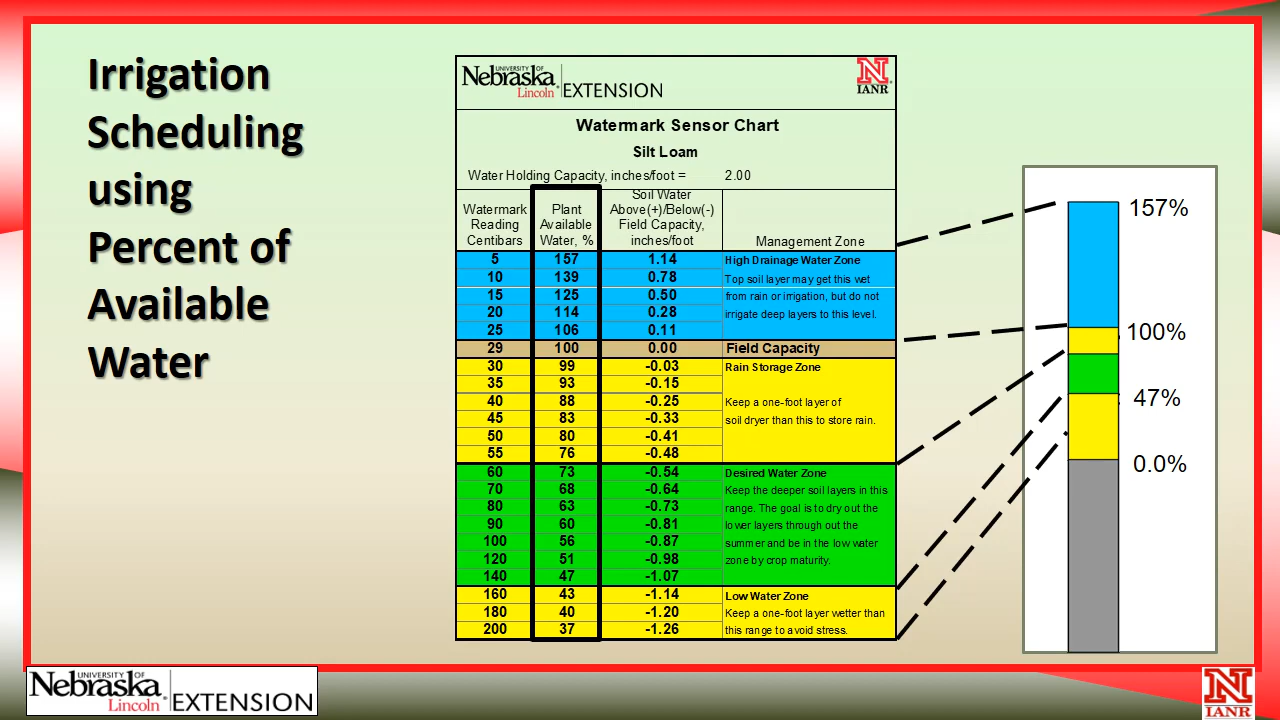 Irrigation
Scheduling
using
Percent of
Available
Water
UNIVERSITY OF
Nebraska
Lincoln
EXTENSION
N
IANR
Watermark Sensor Chart
Silt Loam
Water Holding Capacity, inches/foot = 2.00
Watermark
Reading
Centibars
Plant
Available
Water, %
Soil Water
Above(+)/Below(-)
Field Capacity,
inches/foot
Management Zone
5 157 1.14 High Drainage Water Zone
10 139 0.78 Top soil layer may get this wet
15 125 0.50 from rain or irrigation, but do not
20 114 0.28 irrigate deep layers to this level.
25 106 0.11
29 100 0.00 Field Capacity
30 99 -0.03 Rain Storage Zone
35 93 -0.15
40 88 -0.25 Keep a one-foot layer of
45 83 -0.33 soil dryer than this to store rain.
50 80 -0.41
55 76 -0.48
60 73 -0.54 Desired Water Zone
70 68 -0.64 Keep the deeper soil layers in this
80 63 -0.73 range. The goal is to dry out the
90 60 -0.81 lower layers through out the
100 56 -0.87 summer and be in the low water
120 51 -0.98 zone by crop maturity.
140 47 -1.07
160 43 -1.14 Low Water Zone
180 40 -1.20 Keep a one-foot layer wetter than
200 37 -1.26 this range to avoid stress.
157%
100%
47%
0.0%
UNIVERSITY OF
Nebraska
Lincoln
EXTENSION
N
IANR